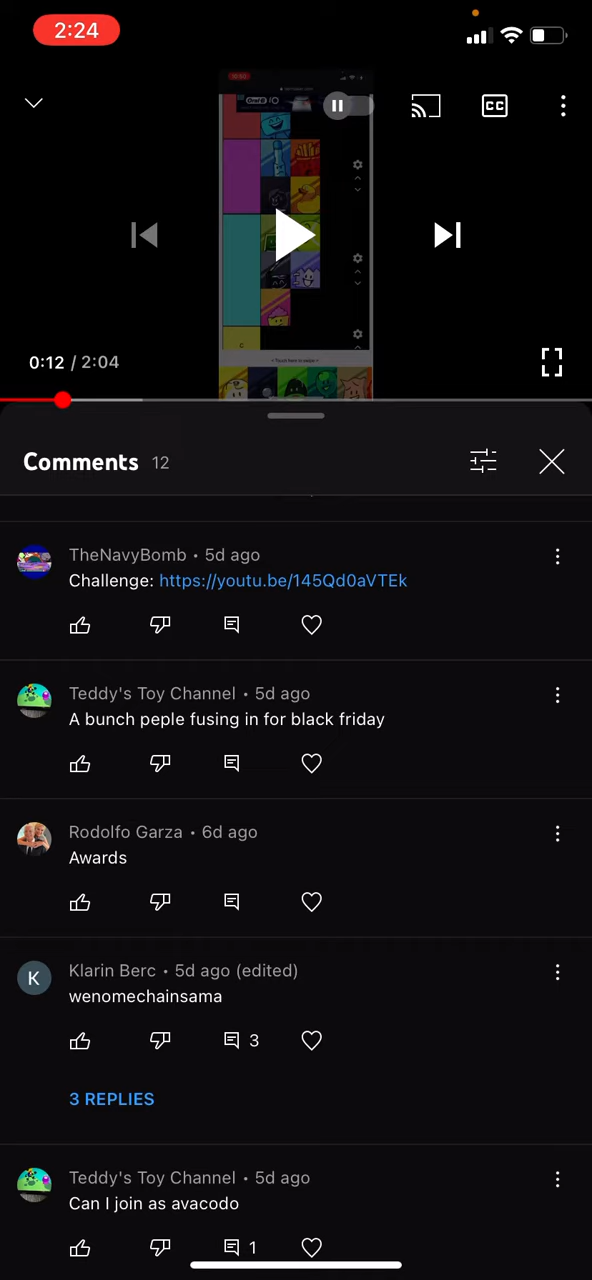 2:24
CC
0:12 / 2:04
Comments 12
TheNavyBomb • 5d ago
Challenge: https://youtu.be/145Qd0aVTEk
Teddy's Toy Channel • 5d ago
A bunch peple fusing in for black friday
Rodolfo Garza • 6d ago
Awards
K
Klarin Berc • 5d ago (edited)
wenomechainsama
3
3 REPLIES
Teddy's Toy Channel • 5d ago
Can I join as avacodo
1